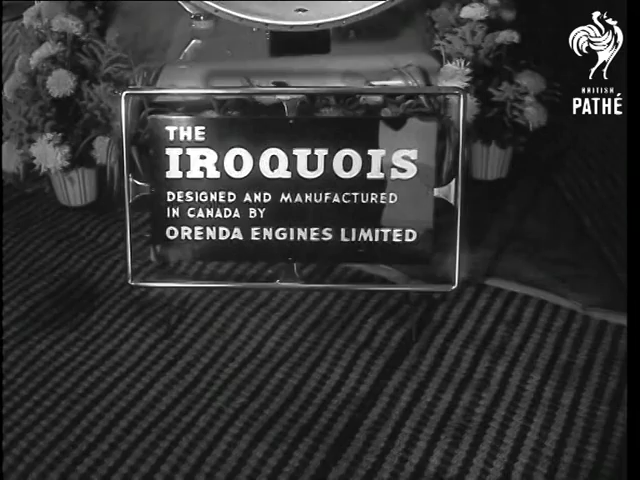 BRITISH
PATHÉ
THE
IROQUOIS
DESIGNED AND MANUFACTURED
IN CANADA BY
ORENDA ENGINES LIMITED